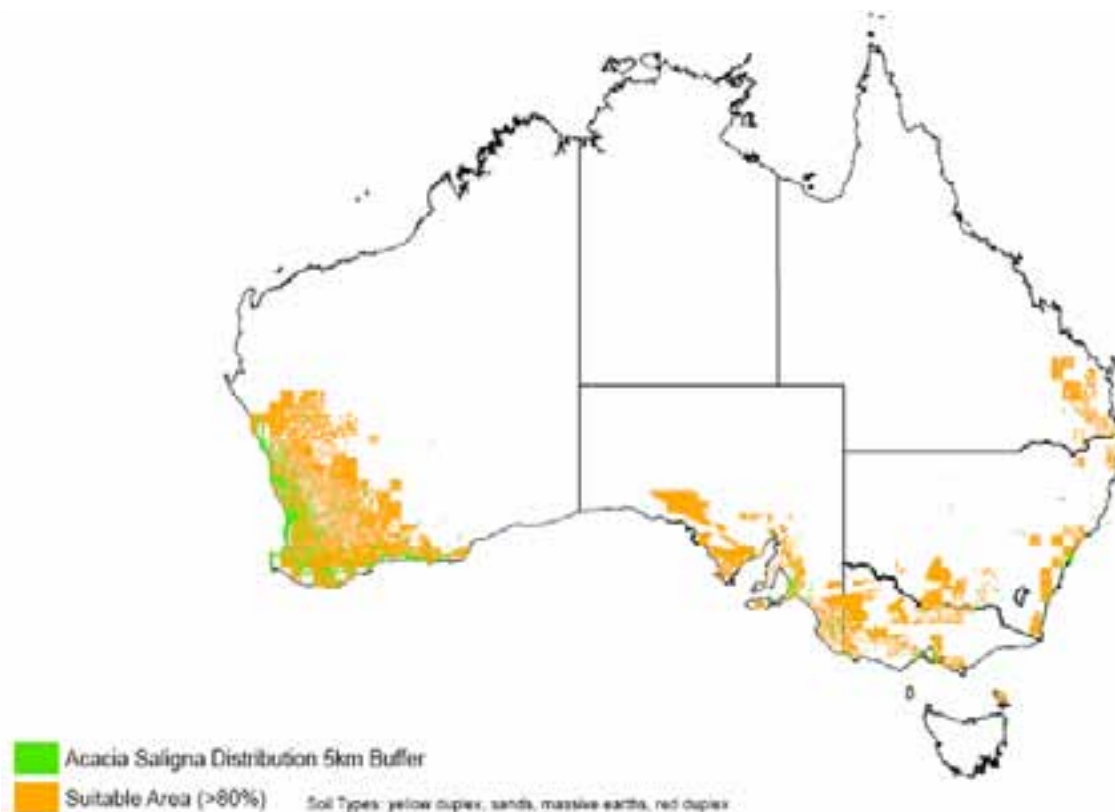 Acacia Saligna Distribution 5km Buffer
Suitable Area (>80%) Soil Types: yellow duplex, sands, massive earths, red duplex